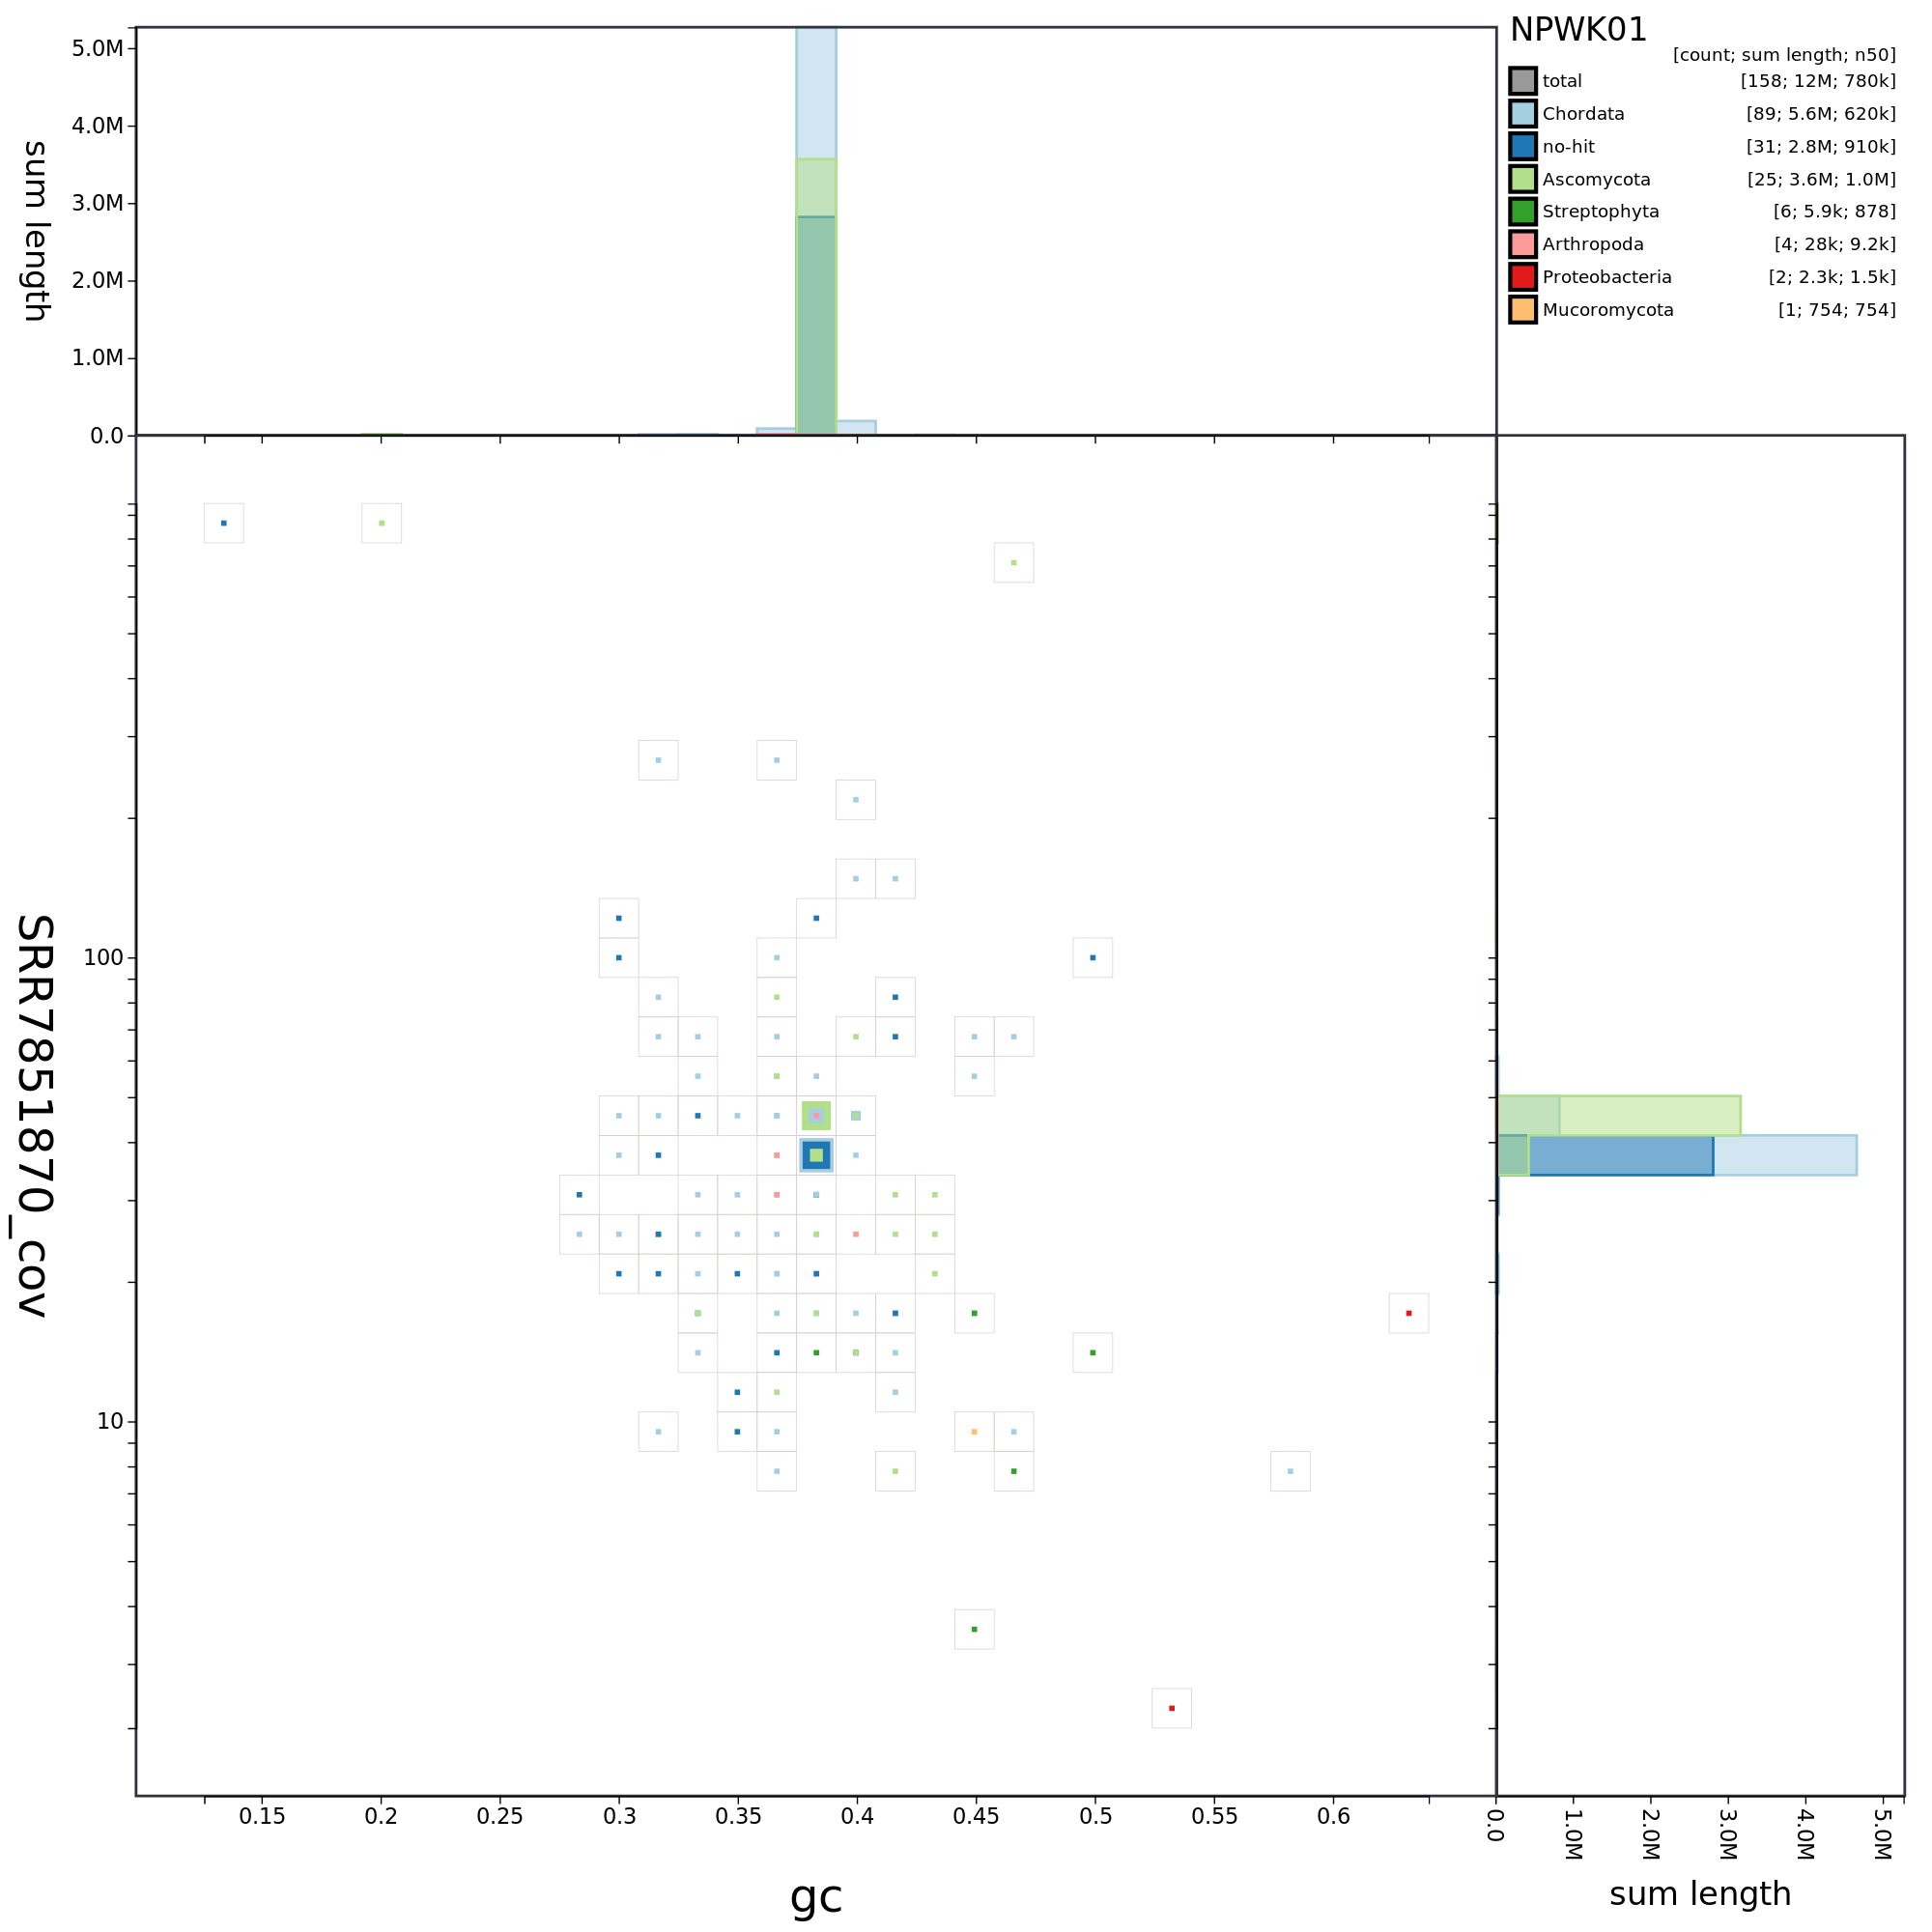 NPWK01
[count; sum length; n50]
total [158; 12M; 780k]
Chordata [89; 5.6M; 620k]
no-hit [31; 2.8M; 910k]
Ascomycota [25; 3.6M; 1.0M]
Streptophyta [6; 5.9k; 878]
Arthropoda [4; 28k; 9.2k]
Proteobacteria [2; 2.3k; 1.5k]
Mucoromycota [1; 754; 754]
sum length
5.0M
4.0M
3.0M
2.0M
1.0M
0.0
SRR7851870_cov
100
10
0.15 0.2 0.25 0.3 0.35 0.4 0.45 0.5 0.55 0.6
gc
0.0 1.0M 2.0M 3.0M 4.0M 5.0M
sum length